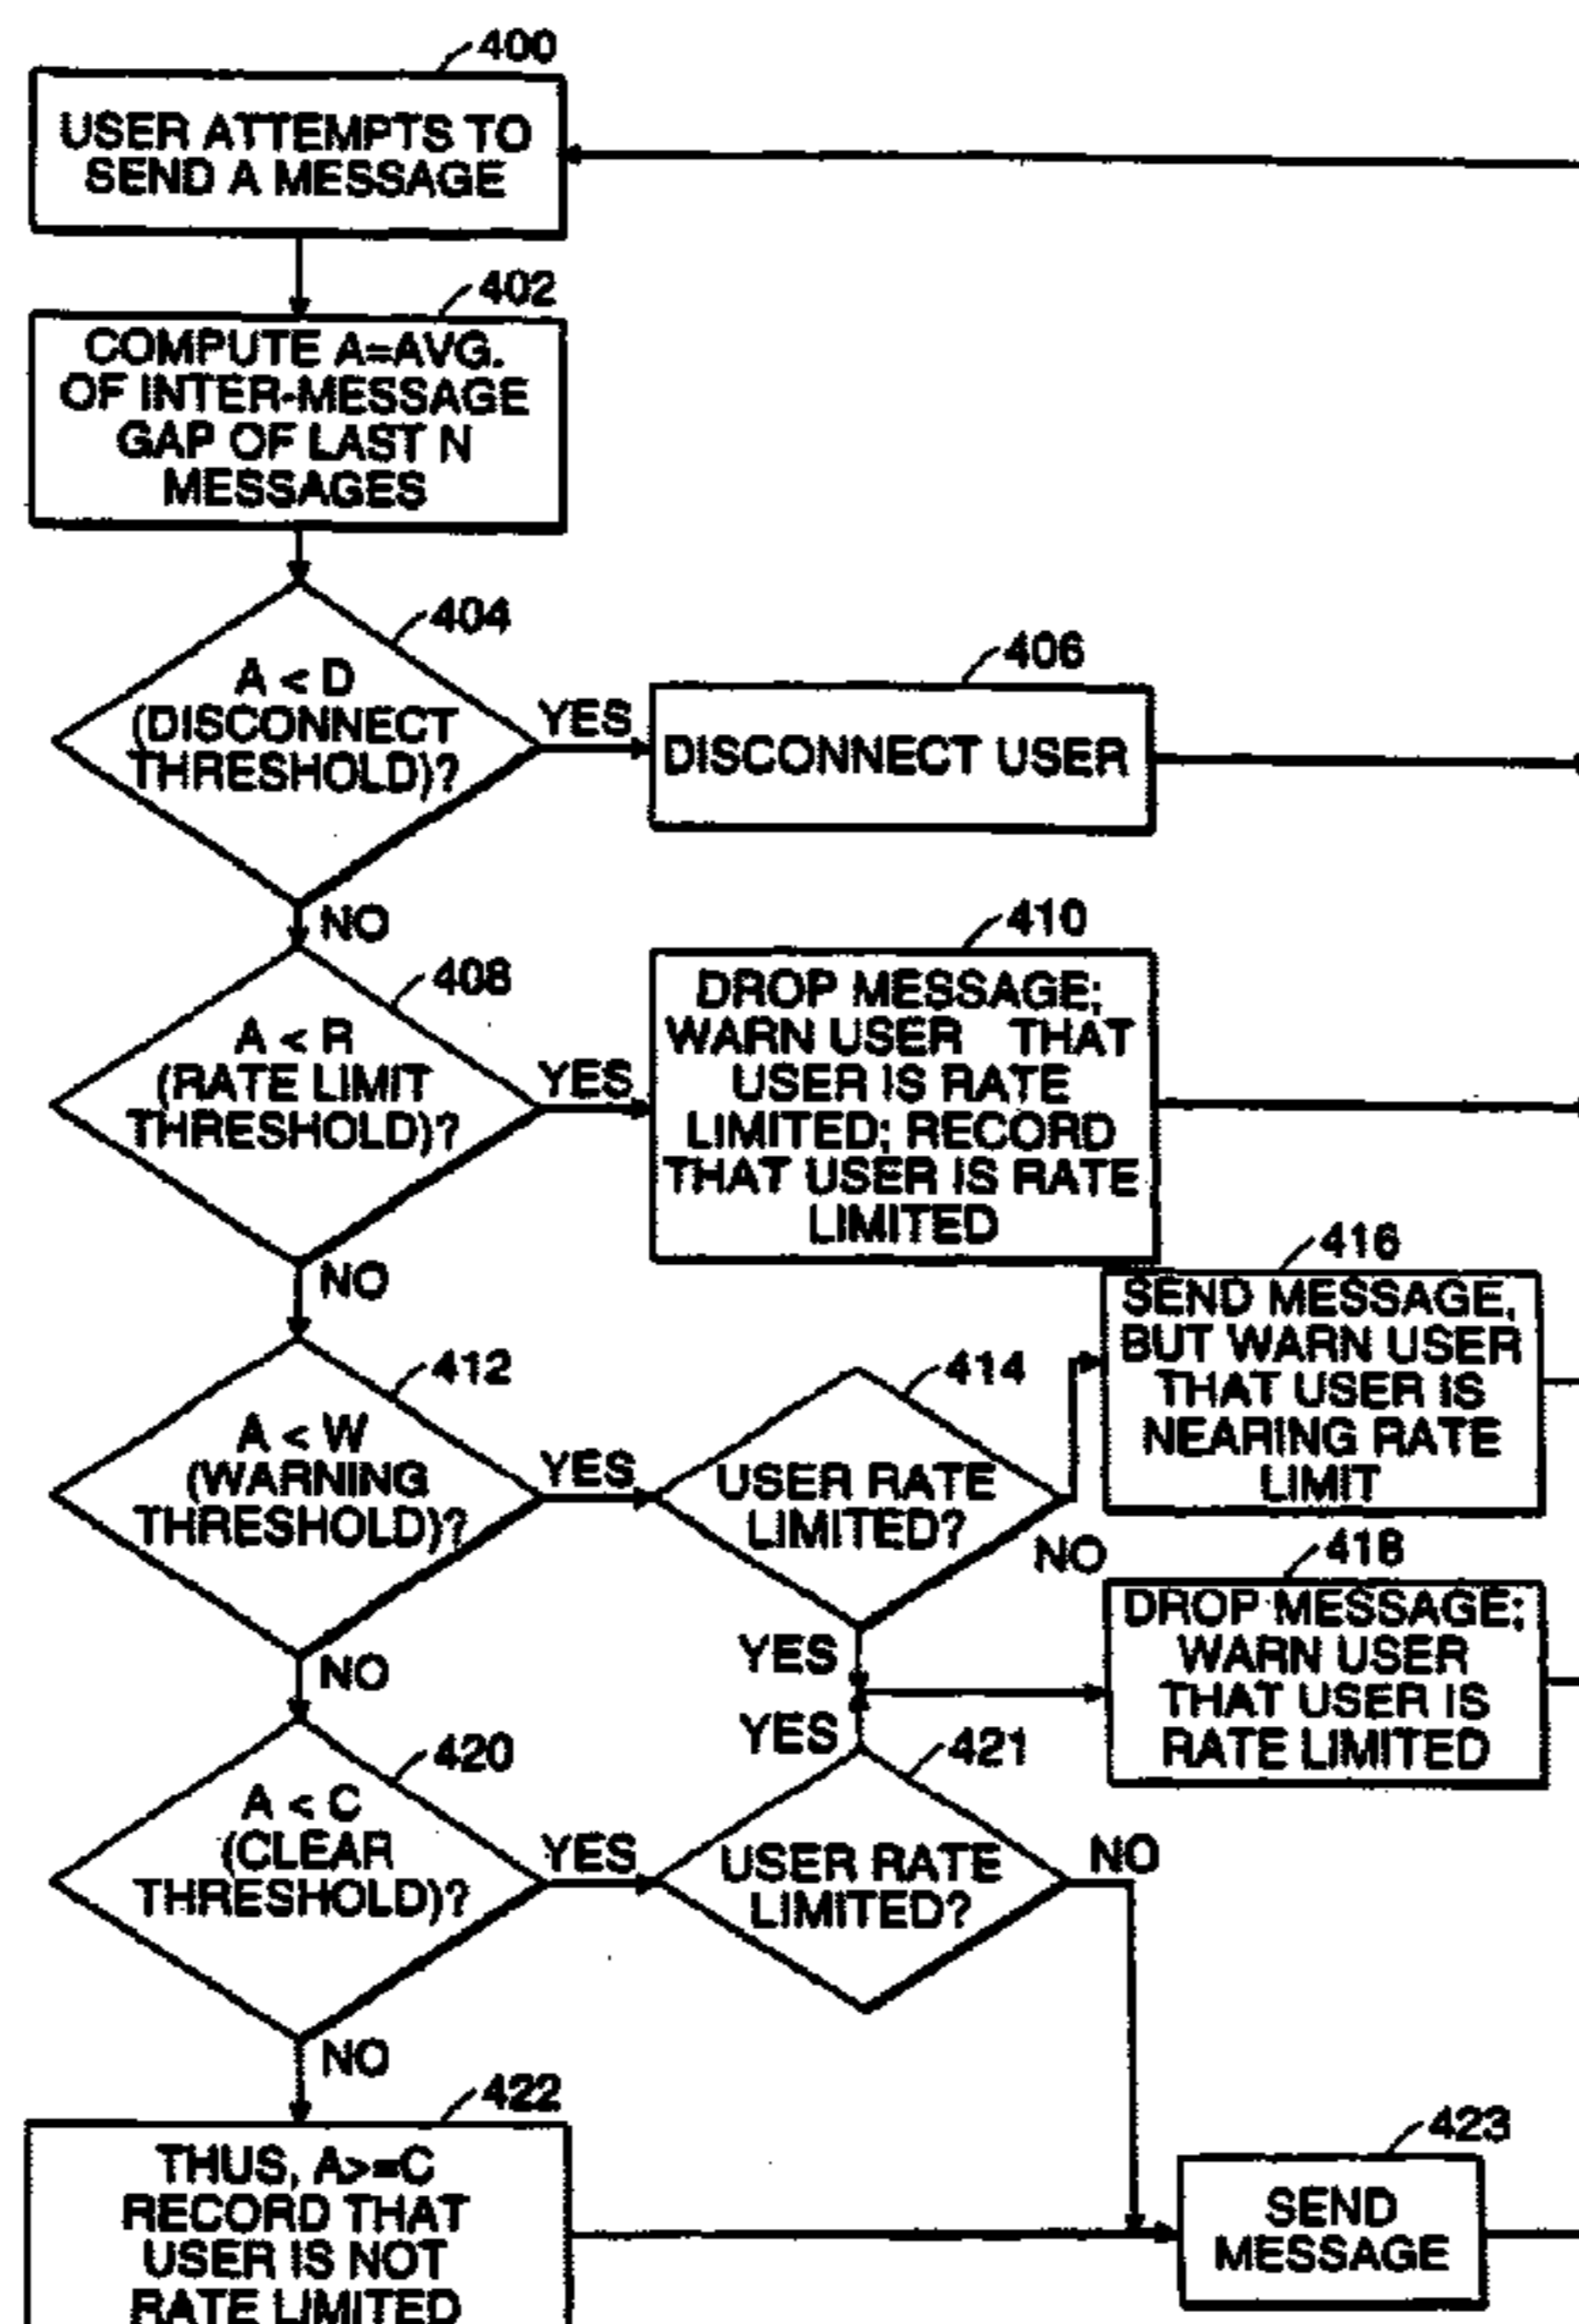 400
USER ATTEMPTS TO
SEND A MESSAGE
402
COMPUTE A=AVG.
OF INTER-MESSAGE
GAP OF LAST N
MESSAGES
404
A < D
(DISCONNECT
THRESHOLD)?
YES
NO
406
DISCONNECT USER
408
A < R
(RATE LIMIT
THRESHOLD)?
YES
NO
410
DROP MESSAGE;
WARN USER THAT
USER IS RATE
LIMITED; RECORD
THAT USER IS RATE
LIMITED
412
A < W
(WARNING
THRESHOLD)?
YES
NO
414
USER RATE
LIMITED?
NO
YES
416
SEND MESSAGE,
BUT WARN USER
THAT USER IS
NEARING RATE
LIMIT
418
DROP MESSAGE;
WARN USER
THAT USER IS
RATE LIMITED
420
A < C
(CLEAR
THRESHOLD)?
YES
NO
421
YES
USER RATE
LIMITED?
NO
422
THUS, A>=C
RECORD THAT
USER IS NOT
RATE LIMITED
423
SEND
MESSAGE